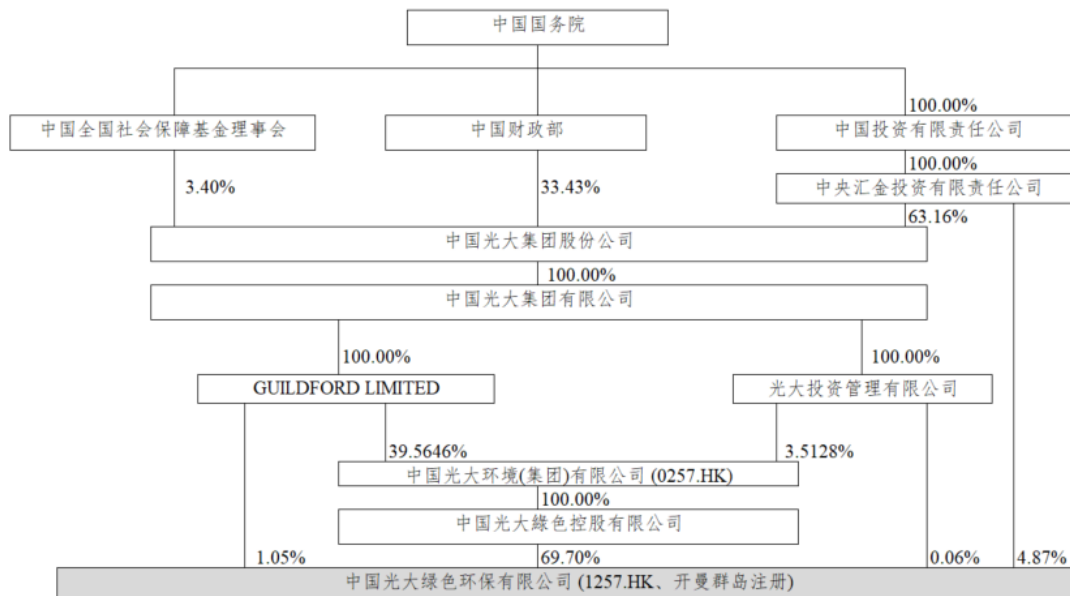 中国国务院
100.00%
中国全国社会保障基金理事会
中国财政部
中国投资有限责任公司
100.00%
3.40%
33.43%
中央汇金投资有限责任公司
63.16%
中国光大集团股份公司
100.00%
中国光大集团有限公司
100.00%
100.00%
GUILDFORD LIMITED
光大投资管理有限公司
39.5646%
3.5128%
中国光大环境(集团)有限公司 (0257.HK)
100.00%
中国光大綠色控股有限公司
1.05%
69.70%
0.06%
4.87%
中国光大绿色环保有限公司 (1257.HK、开曼群岛注册)